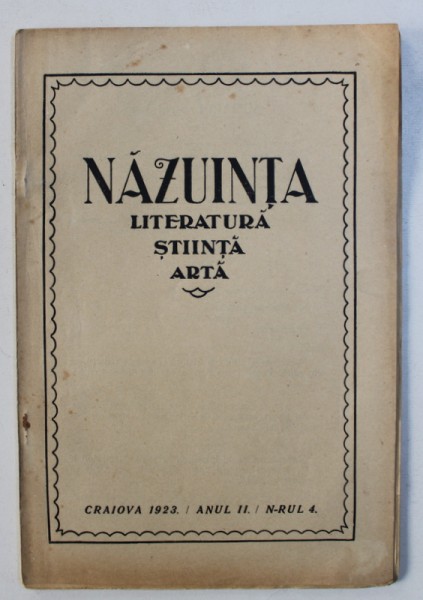 NĂZUINȚA
LITERATURĂ
ȘTIINȚĂ
ARTĂ
CRAIOVA 1923. / ANUL II. / N-RUL 4.